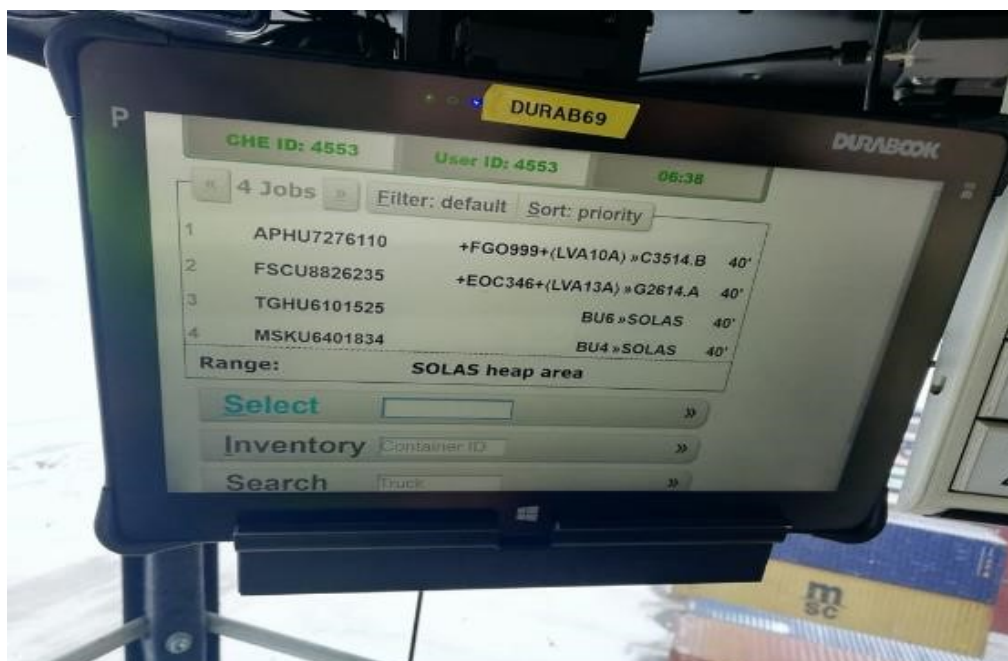 P
DURAB69
DURABOOK
CHE ID: 4553 User ID: 4553 06:38
« 4 Jobs » Filter: default Sort: priority
1 APHU7276110 +FGO999+(LVA10A) »C3514.B 40'
2 FSCU8826235 +EOC346+(LVA13A) »G2614.A 40'
3 TGHU6101525 BU6 »SOLAS 40'
4 MSKU6401834 BU4 »SOLAS 40'
Range: SOLAS heap area
Select »
Inventory Container ID »
Search Truck »
m
sc